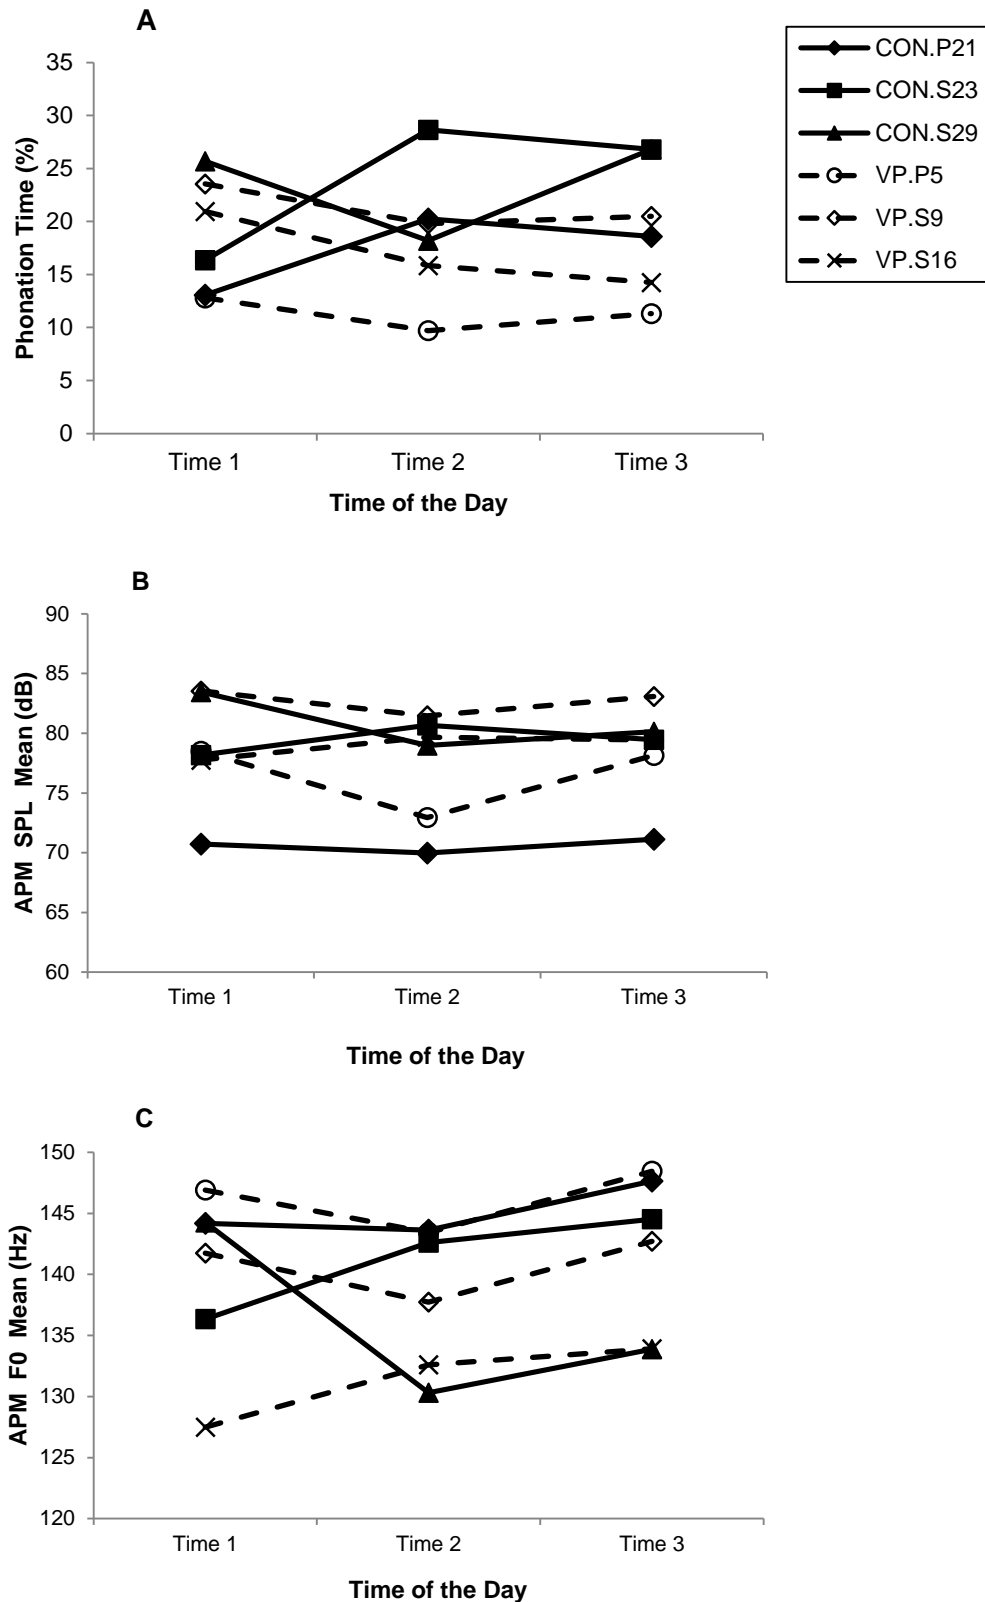 A
CON.P21
CON.S23
CON.S29
VP.P5
VP.S9
VP.S16
Phonation Time (%)
35
30
25
20
15
10
5
0
Time 1 Time 2 Time 3
Time of the Day
B
APM SPL Mean (dB)
90
85
80
75
70
65
60
Time 1 Time 2 Time 3
Time of the Day
C
APM F0 Mean (Hz)
150
145
140
135
130
125
120
Time 1 Time 2 Time 3
Time of the Day